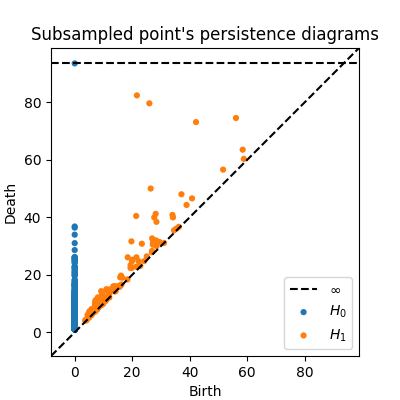 Subsampled point's persistence diagrams
Death
80
60
40
20
0
∞
H₀
H₁
0 20 40 60 80
Birth